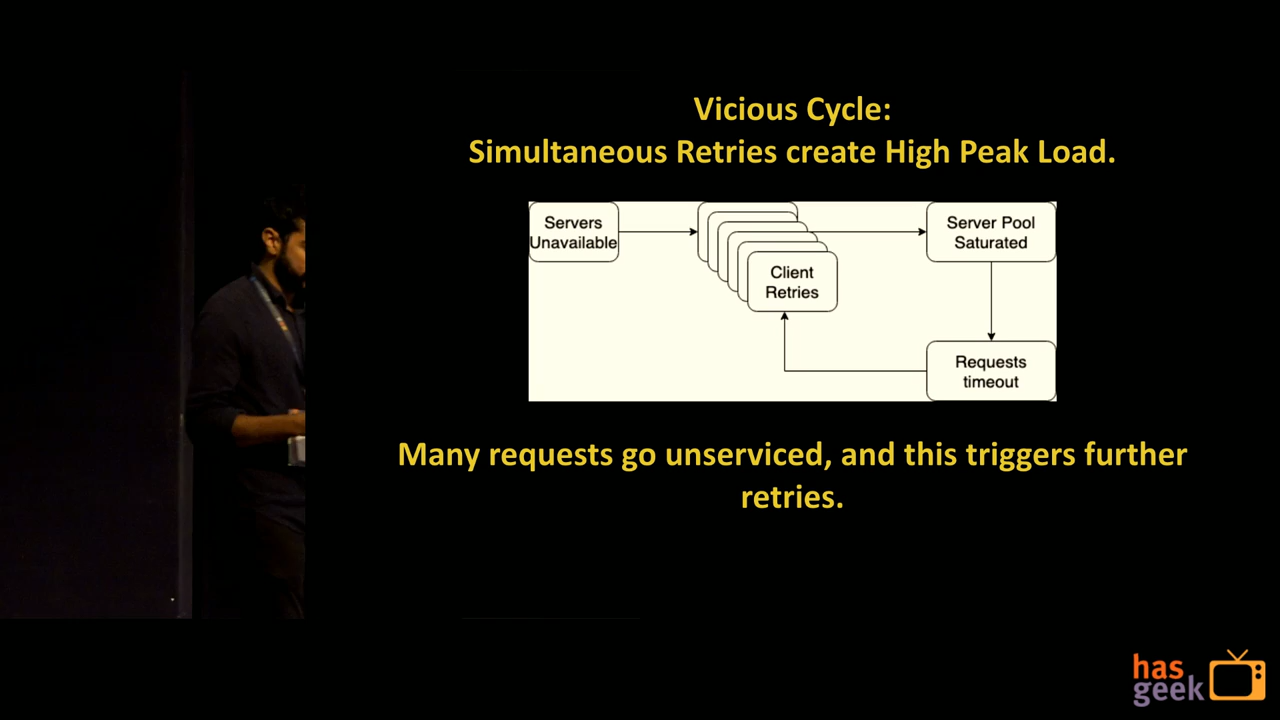 Vicious Cycle:
Simultaneous Retries create High Peak Load.
Servers
Unavailable
Client
Retries
Server Pool
Saturated
Requests
timeout
Many requests go unserviced, and this triggers further
retries.
has
geek